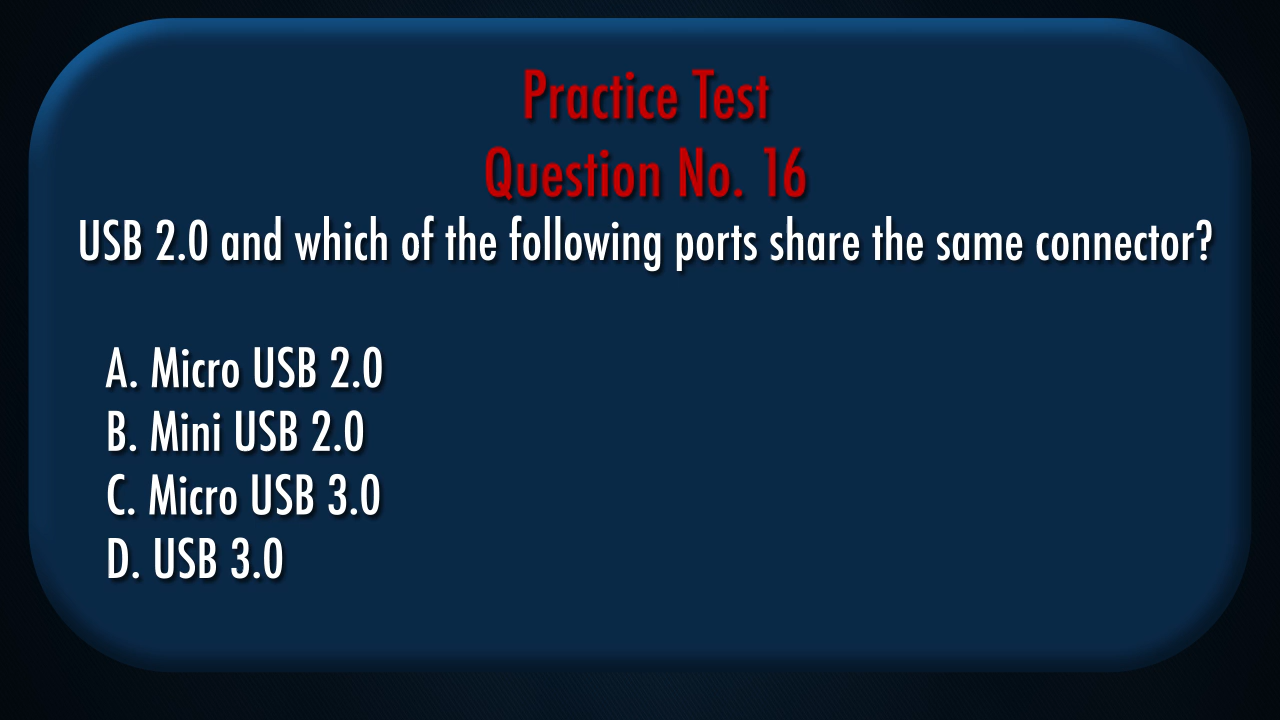 Practice Test
Question No. 16
USB 2.0 and which of the following ports share the same connector?
A. Micro USB 2.0
B. Mini USB 2.0
C. Micro USB 3.0
D. USB 3.0